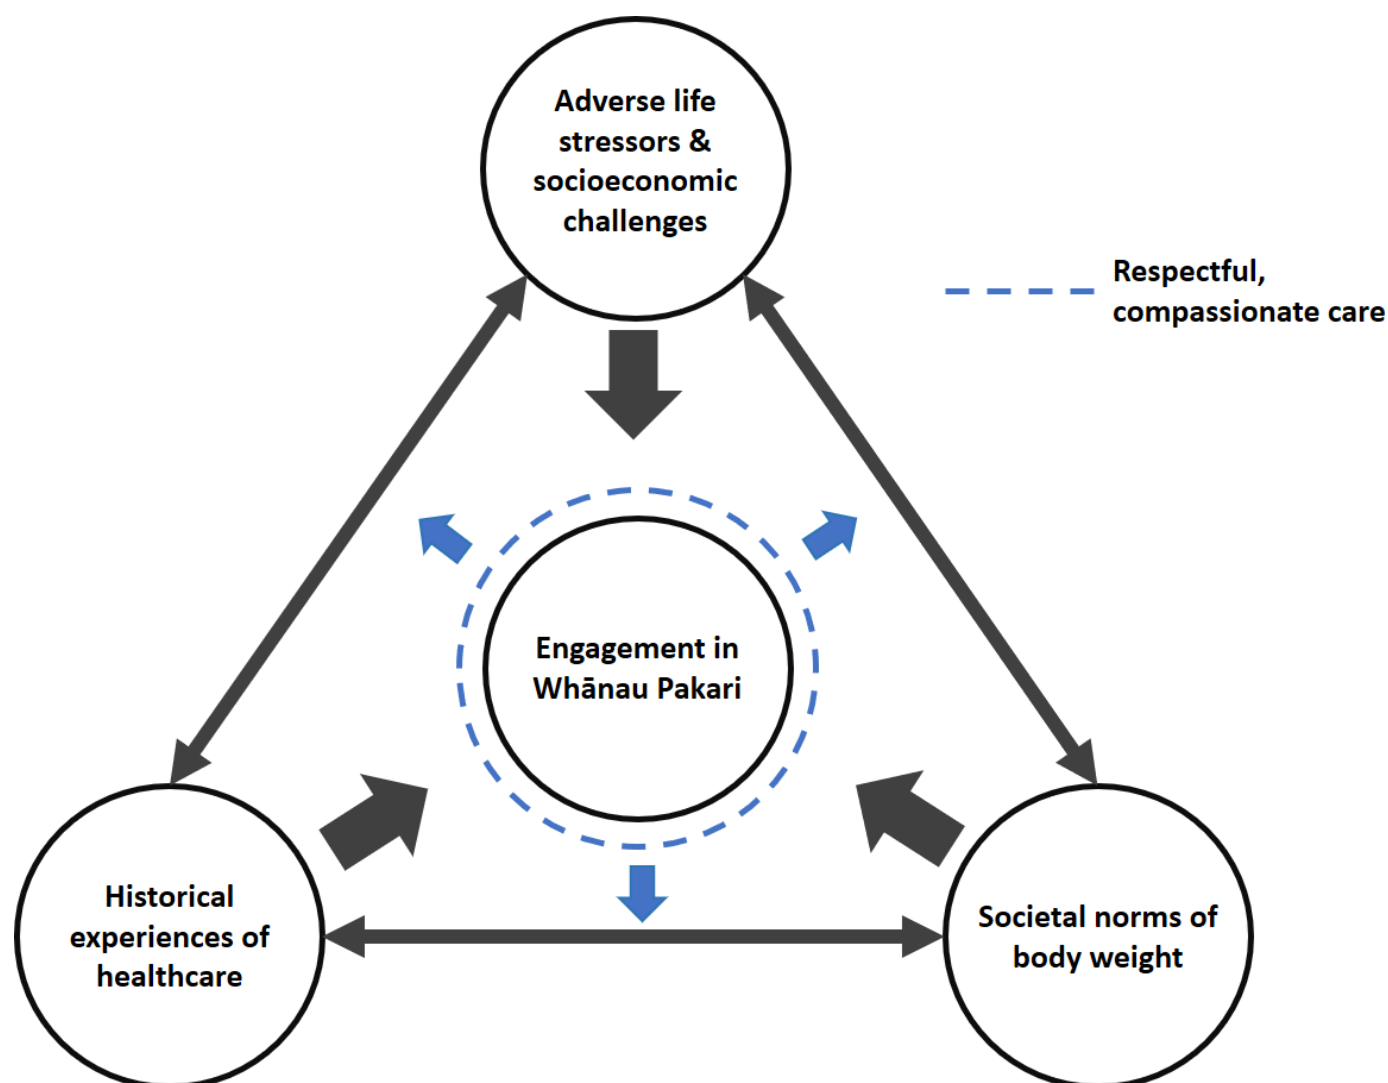 Adverse life
stressors &
socioeconomic
challenges
Respectful,
compassionate care
Engagement in
Whānau Pakari
Historical
experiences of
healthcare
Societal norms of
body weight